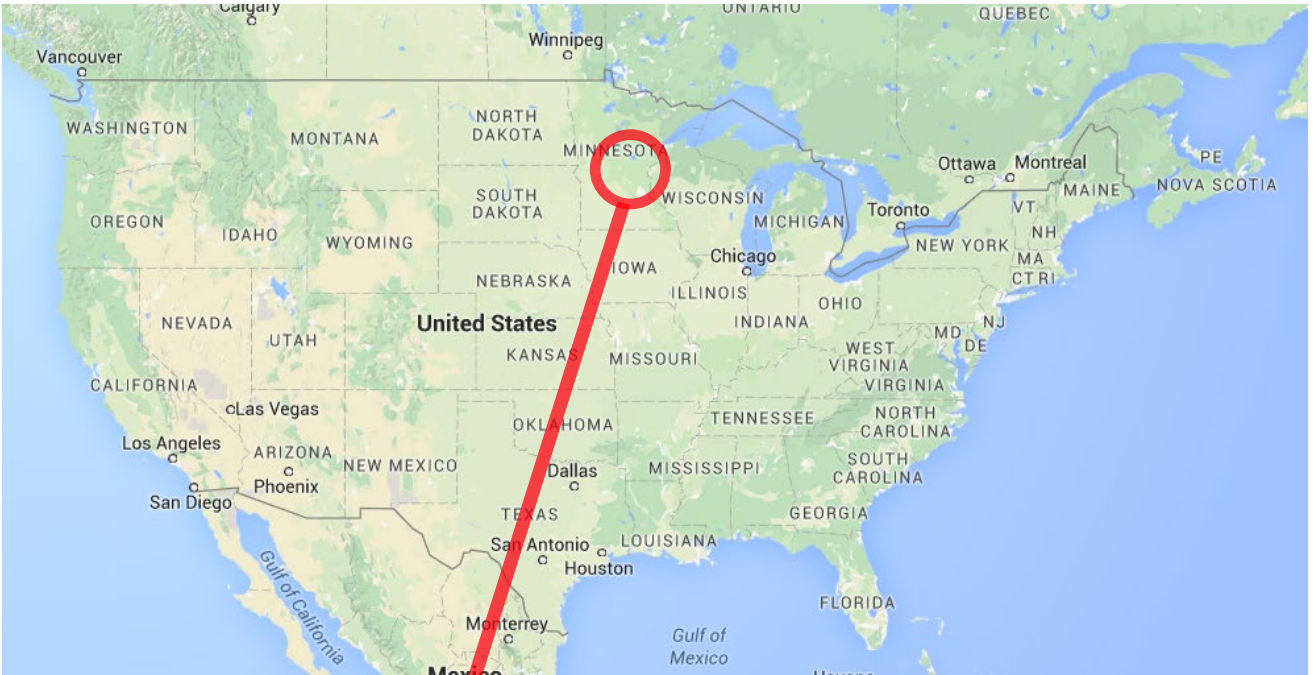 Calgary
ONTARIO
QUEBEC
Winnipeg
Vancouver
WASHINGTON
MONTANA
NORTH
DAKOTA
MINNESOTA
Ottawa
Montreal
PE
NOVA SCOTIA
MAINE
SOUTH
DAKOTA
WISCONSIN
MICHIGAN
Toronto
VT
NH
OREGON
IDAHO
WYOMING
NEW YORK
MA
CT RI
Chicago
IOWA
NEBRASKA
ILLINOIS
OHIO
INDIANA
NEVADA
UTAH
United States
NJ
MD
DE
KANSAS
MISSOURI
WEST
VIRGINIA
VIRGINIA
CALIFORNIA
Las Vegas
OKLAHOMA
TENNESSEE
NORTH
CAROLINA
Los Angeles
ARIZONA
NEW MEXICO
Dallas
MISSISSIPPI
SOUTH
CAROLINA
Phoenix
San Diego
TEXAS
GEORGIA
San Antonio
LOUISIANA
Houston
Gulf of California
FLORIDA
Monterrey
Gulf of
Mexico
Mexico
Havana